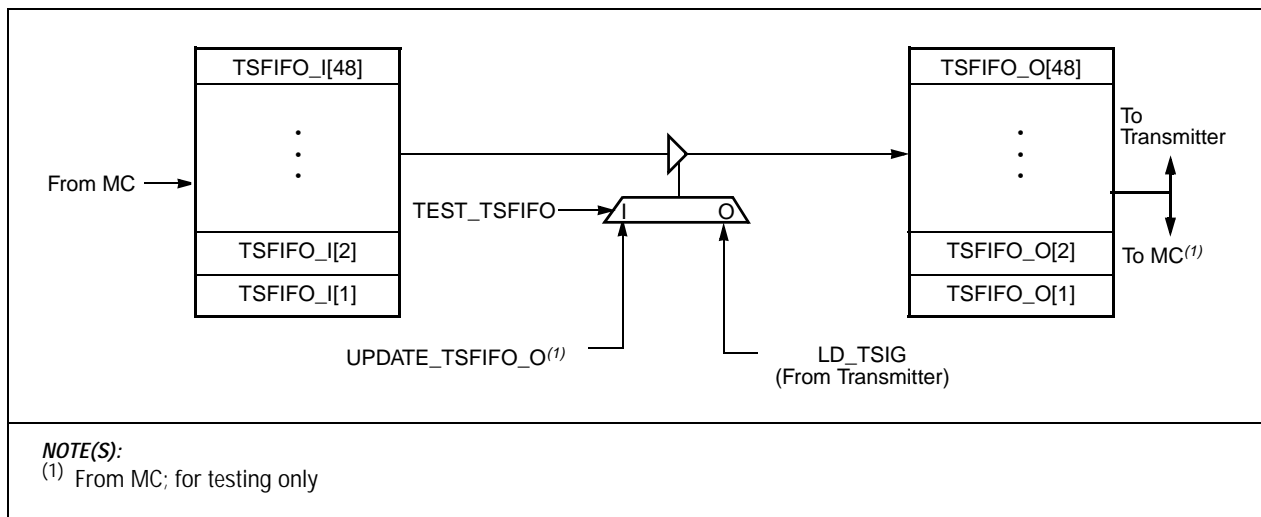 TSFIFO_I[48]
TSFIFO_O[48]
To
Transmitter
From MC
TEST_TSFIFO
I
O
TSFIFO_I[2]
TSFIFO_O[2]
To MC(1)
TSFIFO_I[1]
TSFIFO_O[1]
UPDATE_TSFIFO_O(1)
LD_TSIG
(From Transmitter)
NOTE(S):
(1) From MC; for testing only